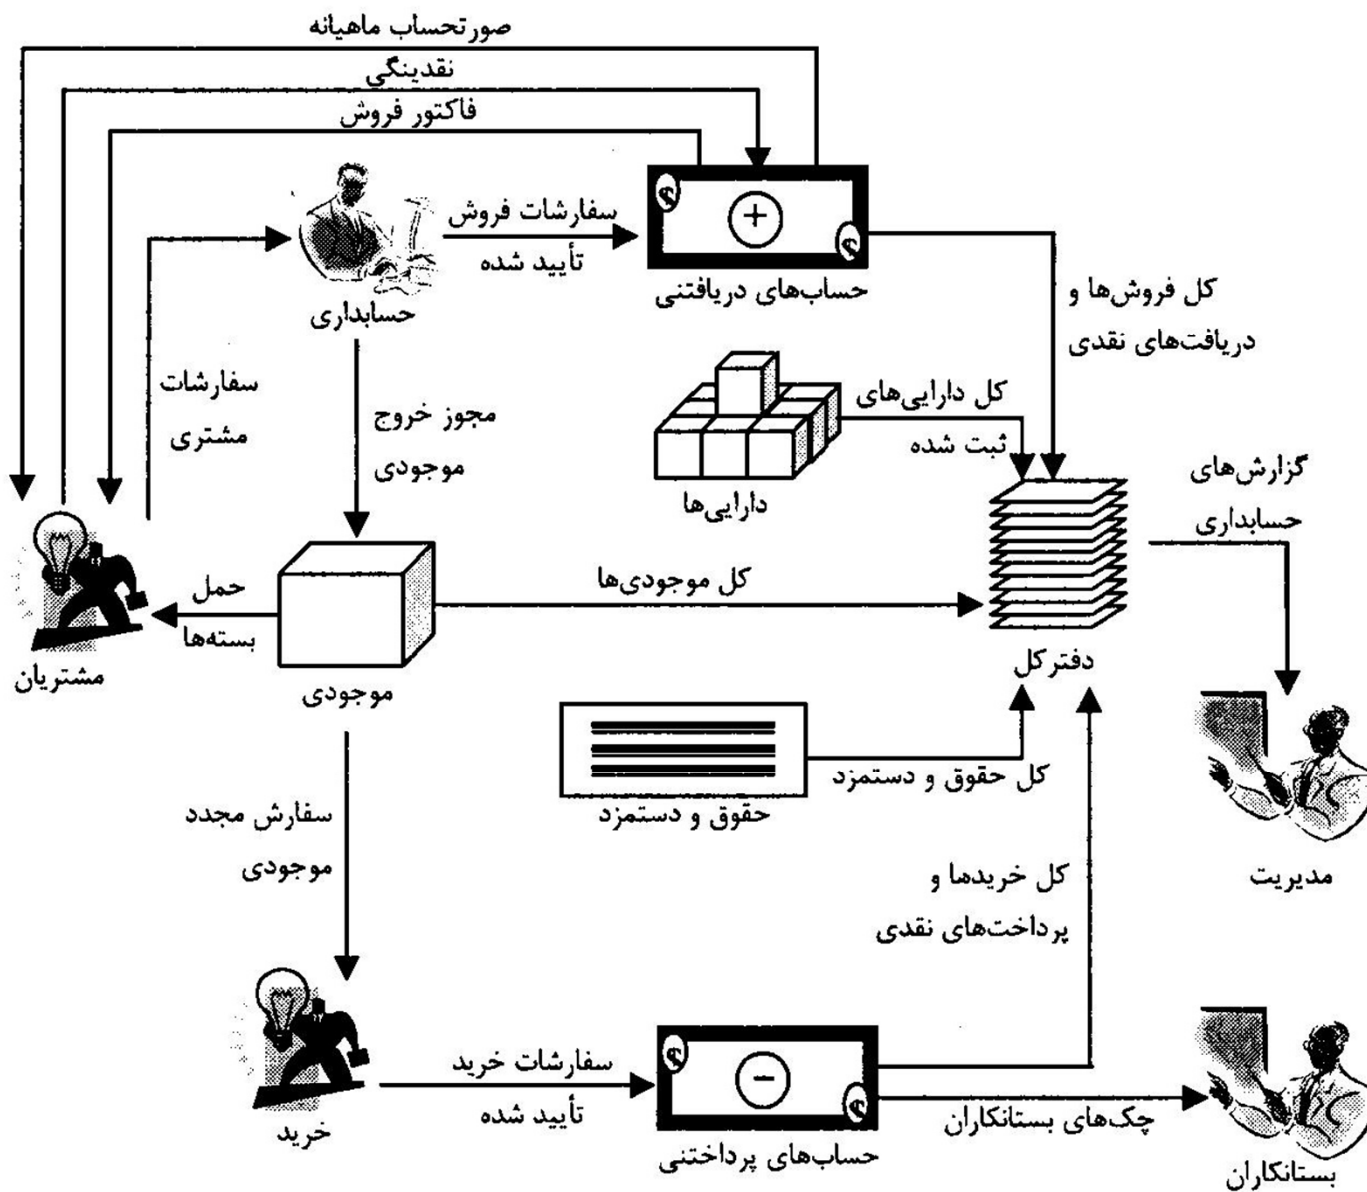 صورتحساب ماهیانه
نقدینگی
فاکتور فروش
سفارشات فروش
تأیید شده
حساب‌های دریافتنی
حسابداری
کل فروش‌ها و
دریافت‌های نقدی
سفارشات
مشتری
مجوز خروج
موجودی
کل دارایی‌های
ثبت شده
دارایی‌ها
گزارش‌های
حسابداری
کل موجودی‌ها
حمل
بسته‌ها
مشتریان
موجودی
دفترکل
کل حقوق و دستمزد
حقوق و دستمزد
سفارش مجدد
موجودی
مدیریت
کل خریدها و
پرداخت‌های نقدی
سفارشات خرید
تأیید شده
خرید
حساب‌های پرداختنی
چک‌های بستانکاران
بستانکاران